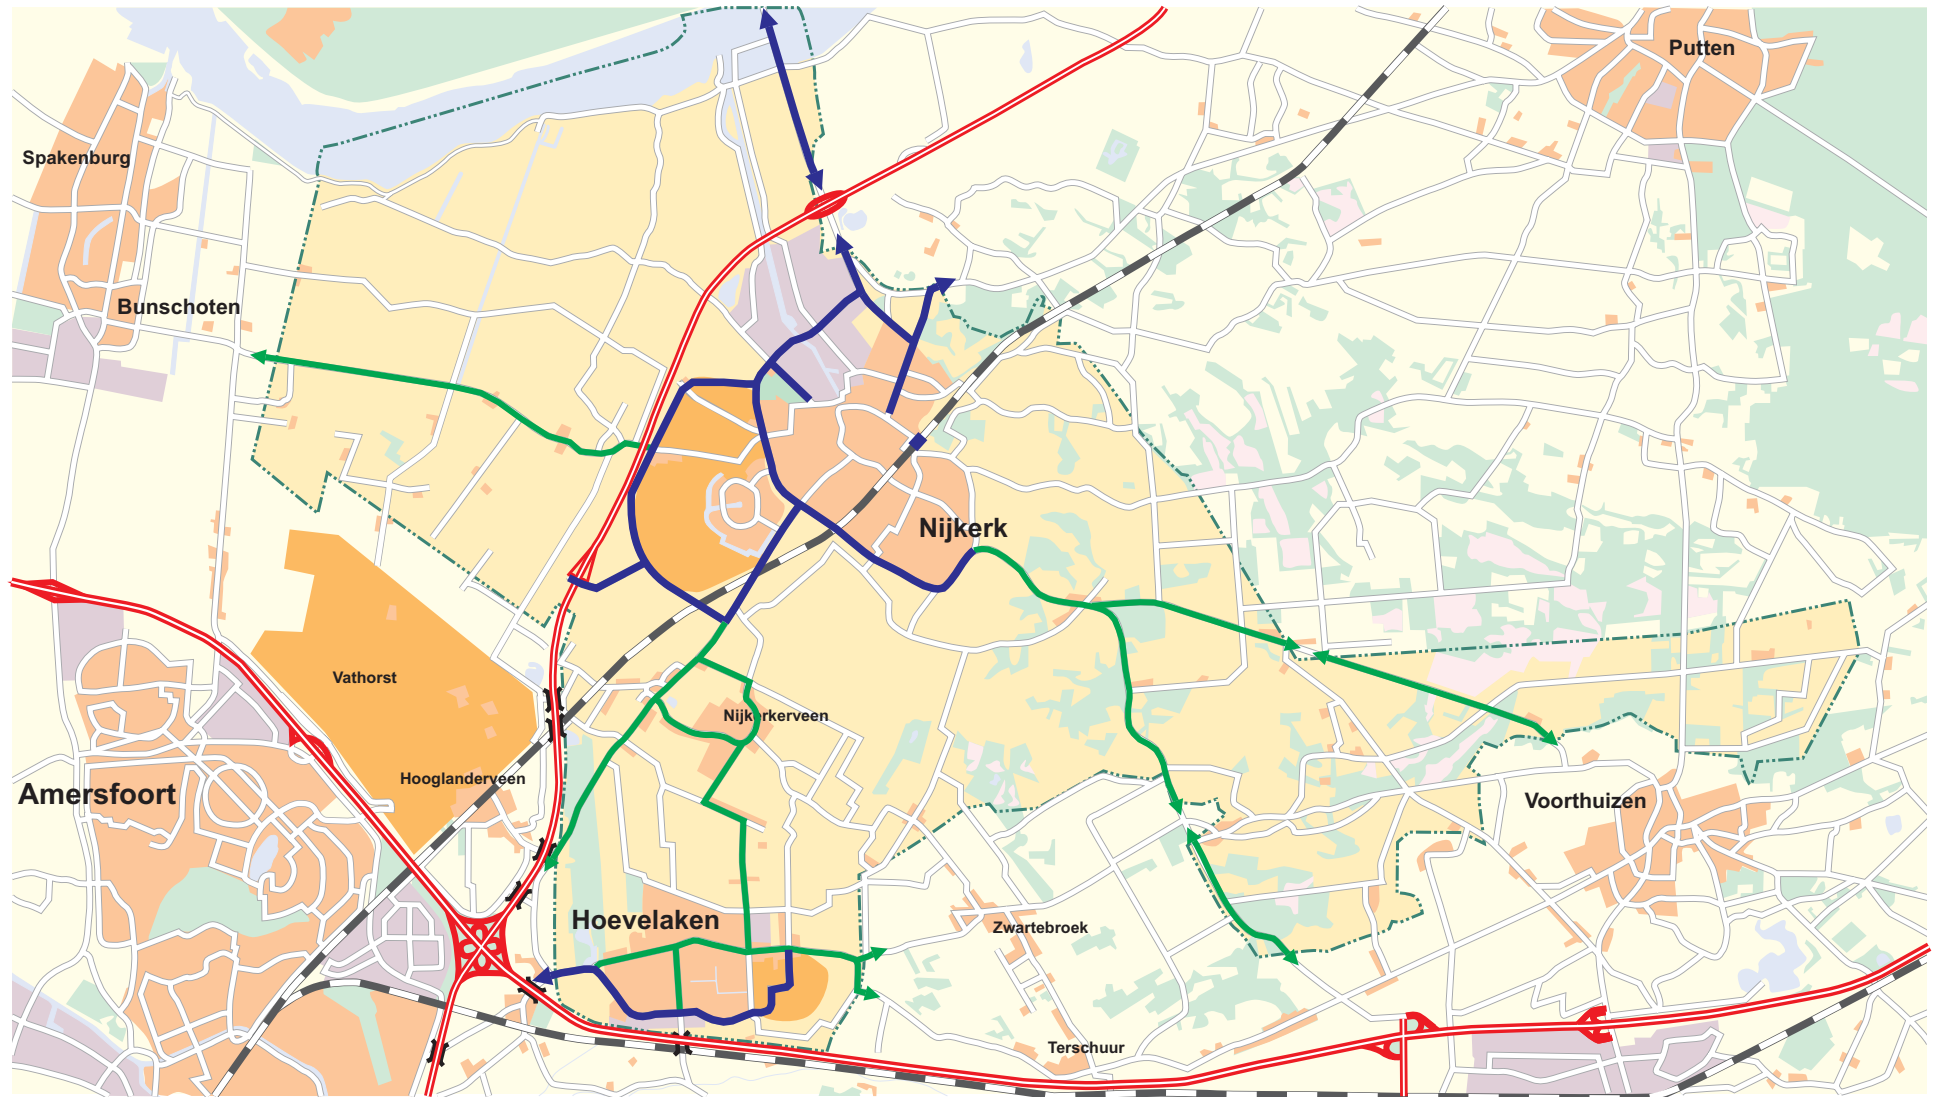 Putten
Spakenburg
Bunschoten
Nijkerk
Vathorst
Nijkerkerveen
Hooglanderveen
Amersfoort
Voorthuizen
Hoevelaken
Zwartebroek
Terschuur